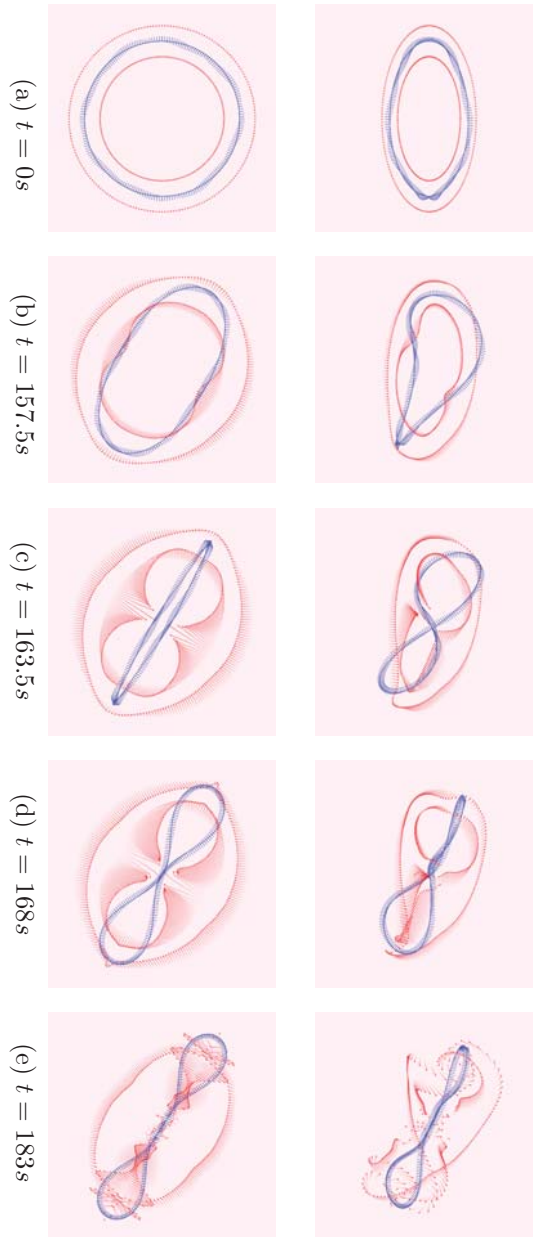 (a) t = 0s
(b) t = 157.5s
(c) t = 163.5s
(d) t = 168s
(e) t = 183s